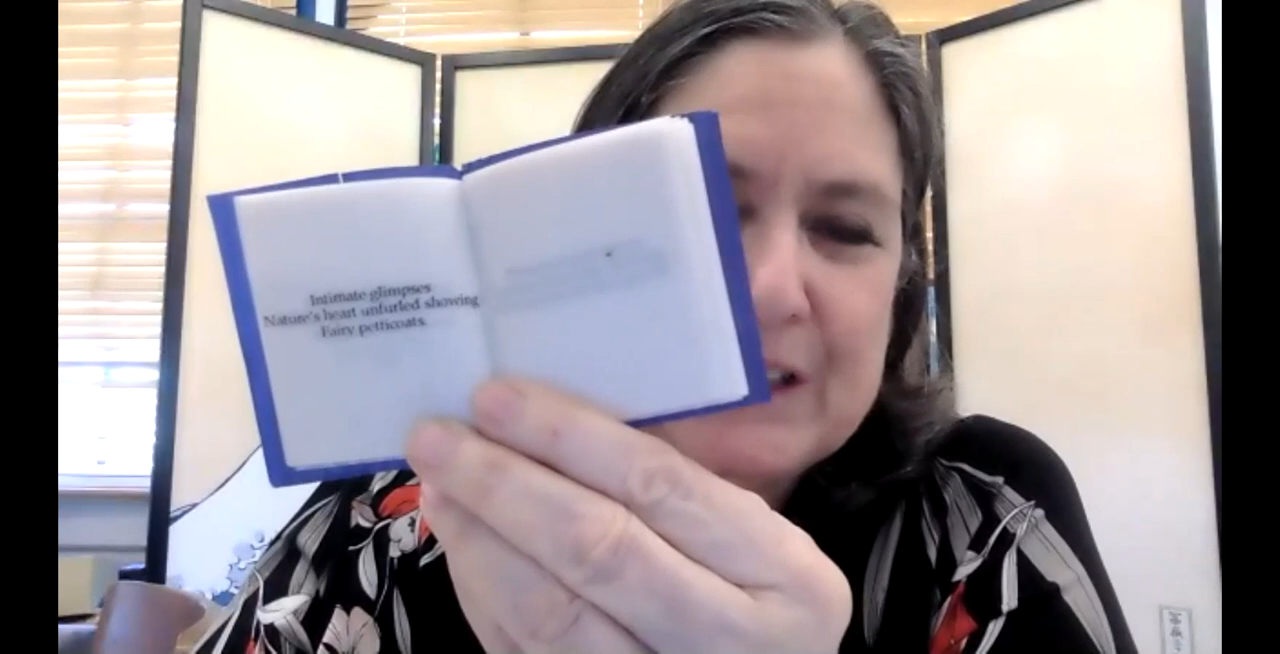 Intimate glimpses
Nature's heart unfurled showing
Fairy petticoats.